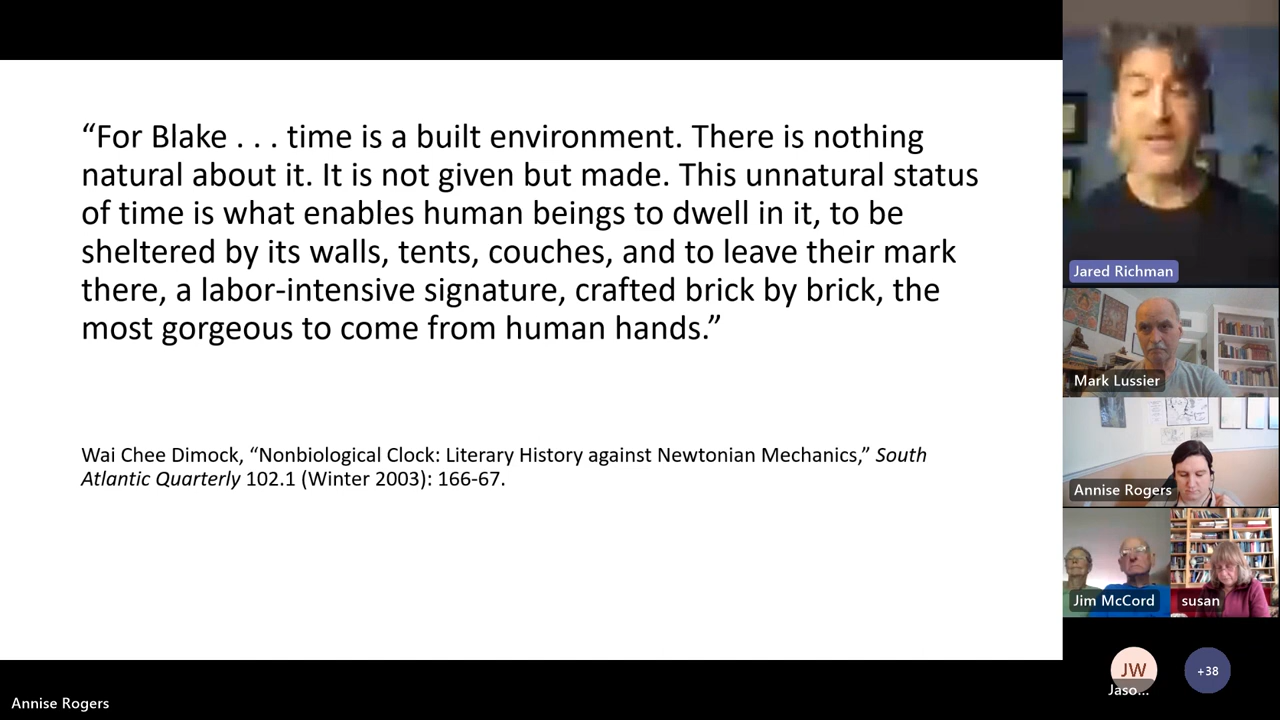 “For Blake . . . time is a built environment. There is nothing
natural about it. It is not given but made. This unnatural status
of time is what enables human beings to dwell in it, to be
sheltered by its walls, tents, couches, and to leave their mark
there, a labor-intensive signature, crafted brick by brick, the
most gorgeous to come from human hands.”
Wai Chee Dimock, “Nonbiological Clock: Literary History against Newtonian Mechanics,” South
Atlantic Quarterly 102.1 (Winter 2003): 166-67.
Jared Richman
Mark Lussier
Annise Rogers
Jim McCord
susan
JW
Jaso...
+38
Annise Rogers